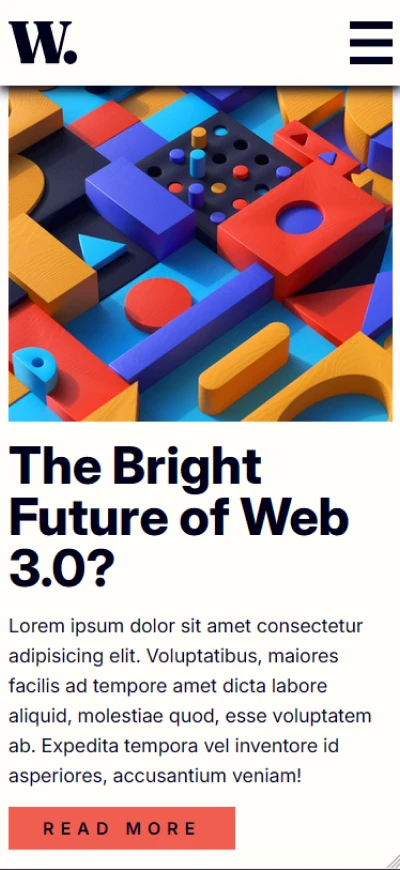 W.
The Bright
Future of Web
3.0?
Lorem ipsum dolor sit amet consectetur
adipisicing elit. Voluptatibus, maiores
facilis ad tempore amet dicta labore
aliquid, molestiae quod, esse voluptatem
ab. Expedita tempora vel inventore id
asperiores, accusantium veniam!
READ MORE